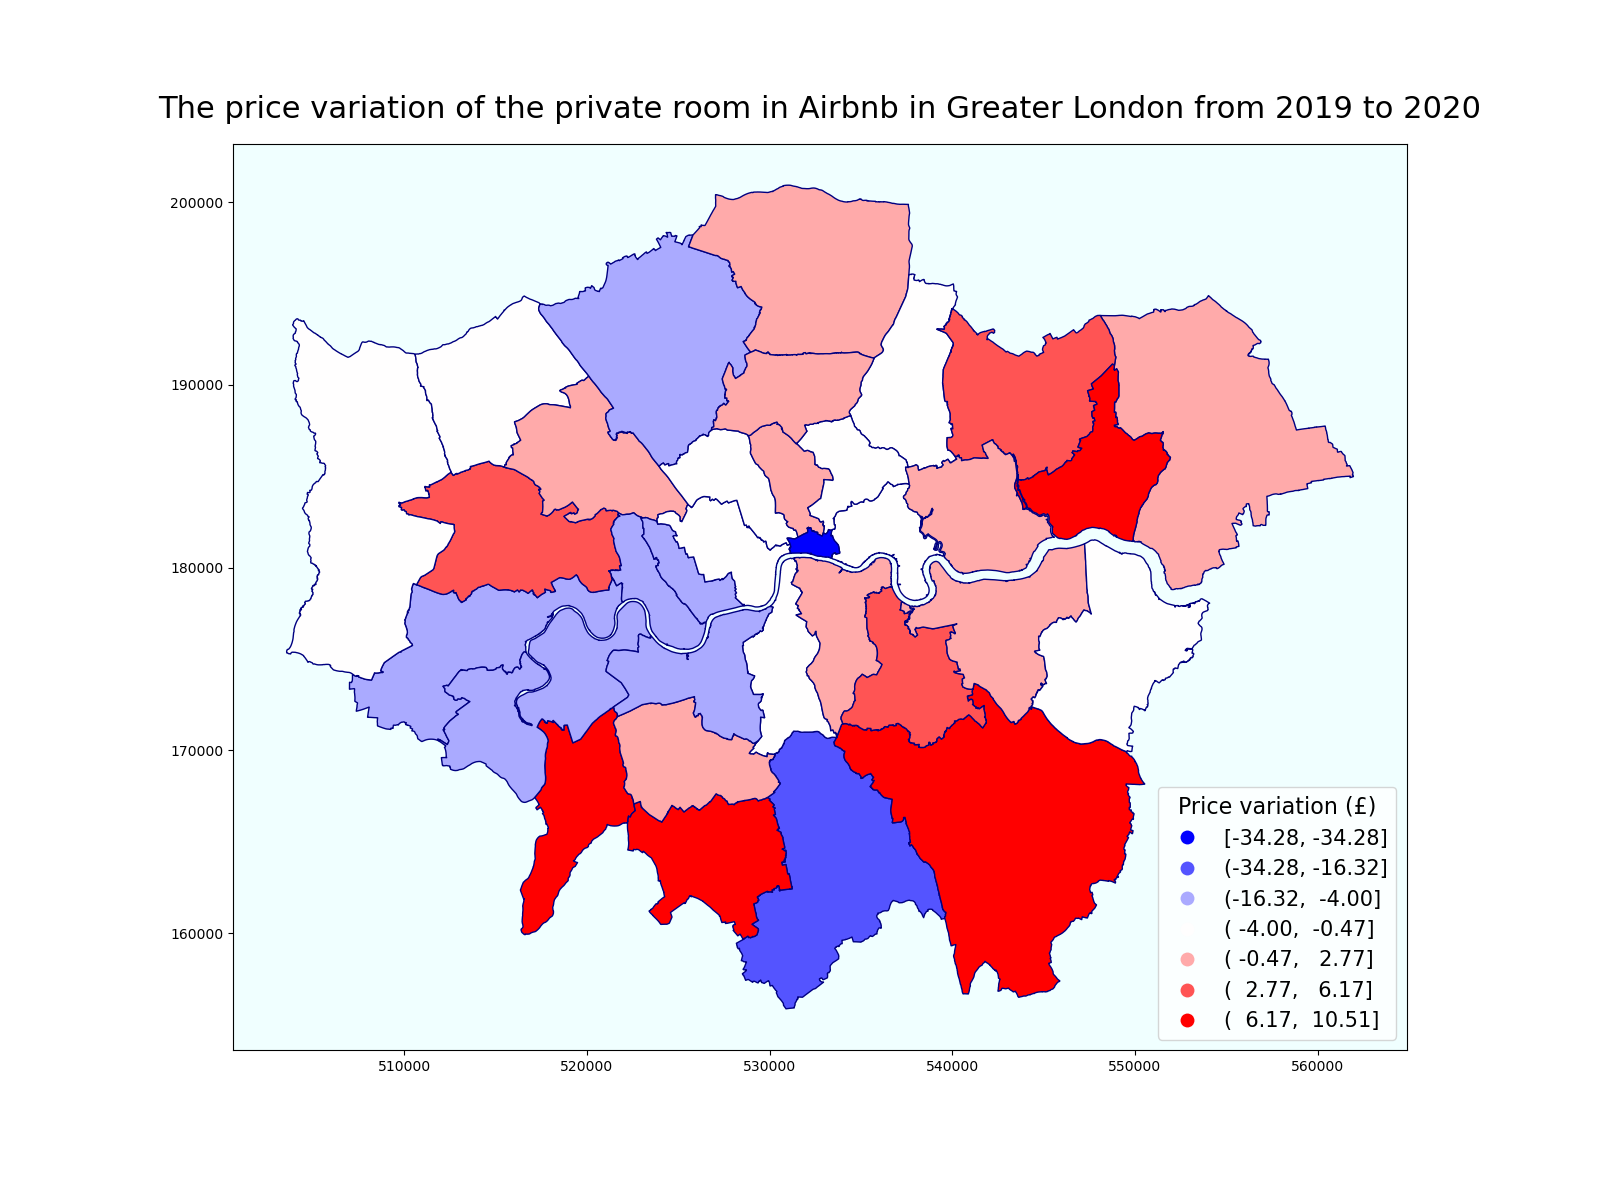 The price variation of the private room in Airbnb in Greater London from 2019 to 2020
200000
190000
180000
170000
160000
510000 520000 530000 540000 550000 560000
Price variation (£)
[-34.28, -34.28]
(-34.28, -16.32]
(-16.32, -4.00]
( -4.00, -0.47]
( -0.47, 2.77]
( 2.77, 6.17]
( 6.17, 10.51]